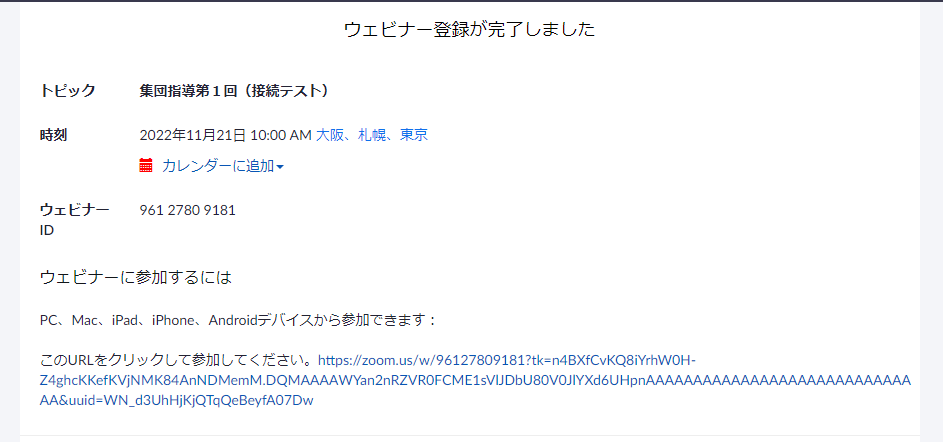 ウェビナー登録が完了しました
トピック 集団指導第１回（接続テスト）
時刻 2022年11月21日 10:00 AM 大阪、札幌、東京
カレンダーに追加
ウェビナー ID 961 2780 9181
ウェビナーに参加するには
PC、Mac、iPad、iPhone、Androidデバイスから参加できます：
このURLをクリックして参加してください。https://zoom.us/w/96127809181?tk=n4BXfCvKQ8iYrhW0H-
Z4ghcKKefKVjNMK84AnNDMemM.DQMAAAAWYan2nRZVR0FCME1sVlJDbU80V0JlYXd6UHpnAAAAAAAAAAAAAAAAAAAAAAAAAAAA
AA&uuid=WN_d3UhHjKjQTqQeBeyfA07Dw